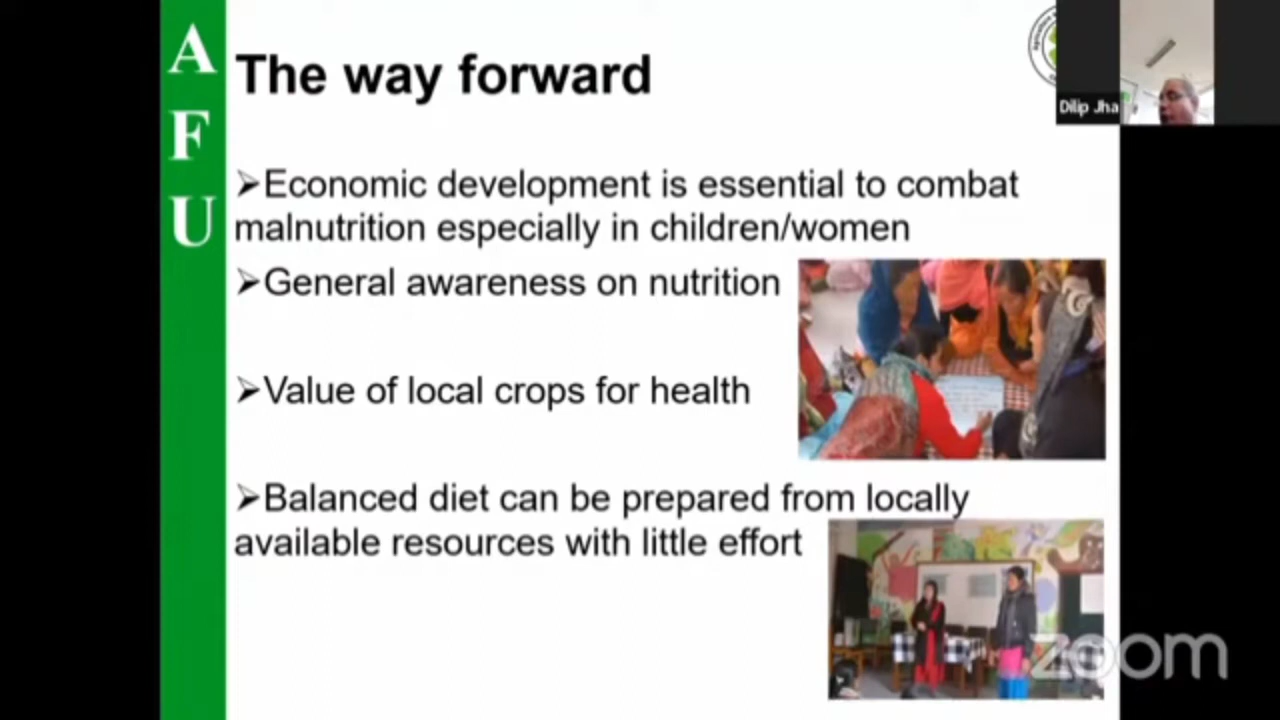 A
F
U
The way forward
Dilip Jha
➢Economic development is essential to combat
malnutrition especially in children/women
➢General awareness on nutrition
➢Value of local crops for health
➢Balanced diet can be prepared from locally
available resources with little effort
zoom